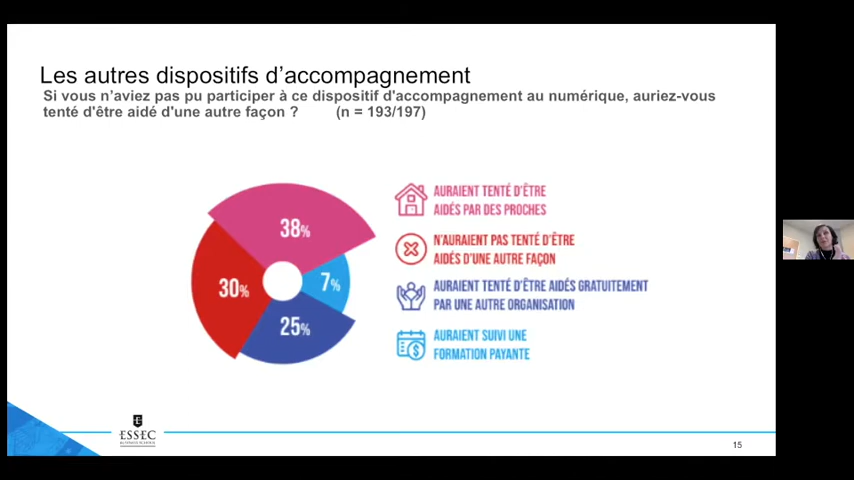 Les autres dispositifs d'accompagnement
Si vous n'aviez pas pu participer à ce dispositif d'accompagnement au numérique, auriez-vous
tenté d'être aidé d'une autre façon ? (n = 193/197)
38%
30%
7%
25%
AURAIENT TENTÉ D'ÊTRE
AIDÉS PAR DES PROCHES
N'AURAIENT PAS TENTÉ D'ÊTRE
AIDÉS D'UNE AUTRE FAÇON
AURAIENT TENTÉ D'ÊTRE AIDÉS GRATUITEMENT
PAR UNE AUTRE ORGANISATION
AURAIENT SUIVI UNE
FORMATION PAYANTE
ESSEC
15